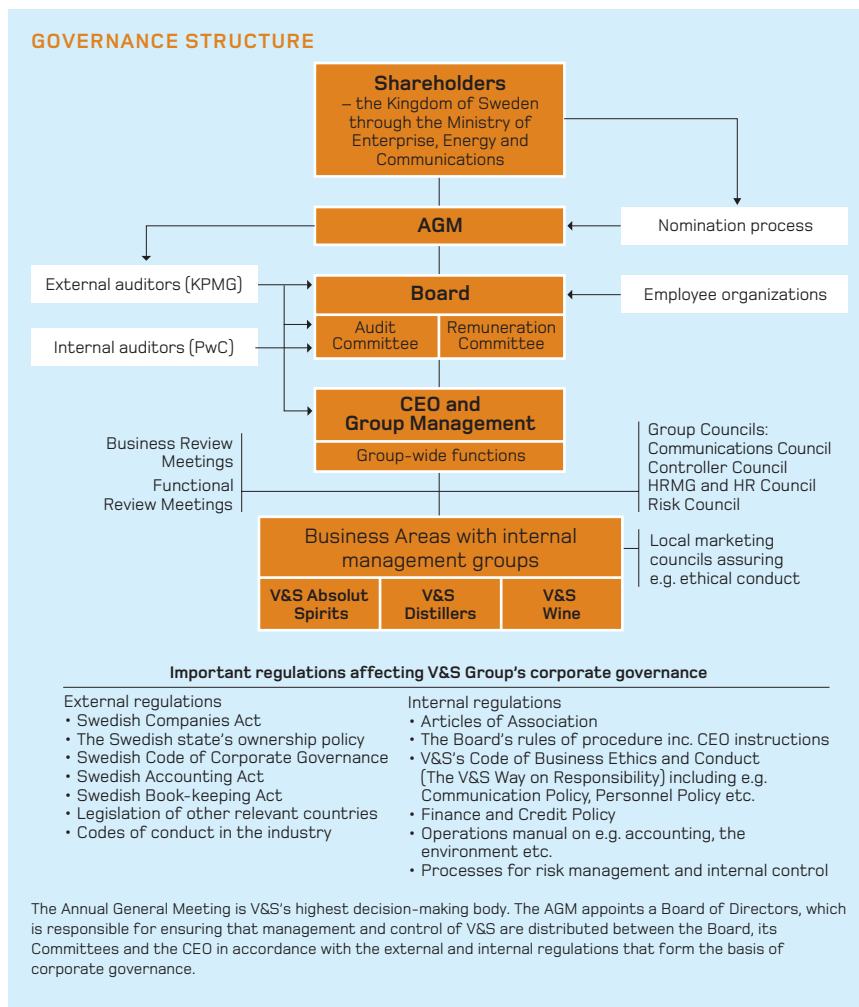 GOVERNANCE STRUCTURE
Shareholders
– the Kingdom of Sweden
through the Ministry of
Enterprise, Energy and
Communications
AGM
Nomination process
External auditors (KPMG)
Board
Employee organizations
Internal auditors (PwC)
Audit
Committee
Remuneration
Committee
CEO and
Group Management
Group-wide functions
Business Review
Meetings
Functional
Review Meetings
Group Councils:
Communications Council
Controller Council
HRMG and HR Council
Risk Council
Business Areas with internal
management groups
Local marketing
councils assuring
e.g. ethical conduct
V&S Absolut
Spirits
V&S
Distillers
V&S
Wine
Important regulations affecting V&S Group's corporate governance
External regulations
• Swedish Companies Act
• The Swedish state's ownership policy
• Swedish Code of Corporate Governance
• Swedish Accounting Act
• Swedish Book-keeping Act
• Legislation of other relevant countries
• Codes of conduct in the industry
Internal regulations
• Articles of Association
• The Board's rules of procedure inc. CEO instructions
• V&S's Code of Business Ethics and Conduct
(The V&S Way on Responsibility) including e.g.
Communication Policy, Personnel Policy etc.
• Finance and Credit Policy
• Operations manual on e.g. accounting, the
environment etc.
• Processes for risk management and internal control
The Annual General Meeting is V&S's highest decision-making body. The AGM appoints a Board of Directors, which
is responsible for ensuring that management and control of V&S are distributed between the Board, its
Committees and the CEO in accordance with the external and internal regulations that form the basis of
corporate governance.